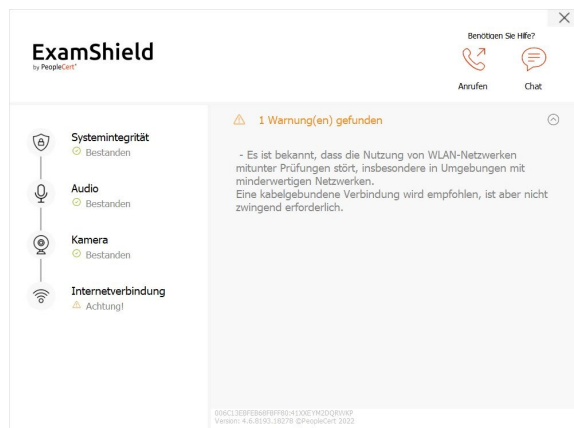 Benötigen Sie Hilfe?
ExamShield
by PeopleCert
Anrufen
Chat
1 Warnung(en) gefunden
Systemintegrität
Bestanden
- Es ist bekannt, dass die Nutzung von WLAN-Netzwerken
mitunter Prüfungen stört, insbesondere in Umgebungen mit
minderwertigen Netzwerken.
Eine kabelgebundene Verbindung wird empfohlen, ist aber nicht
zwingend erforderlich.
Audio
Bestanden
Kamera
Bestanden
Internetverbindung
Achtung!
Version: 4.6.8193.18278 ©PeopleCert 2022